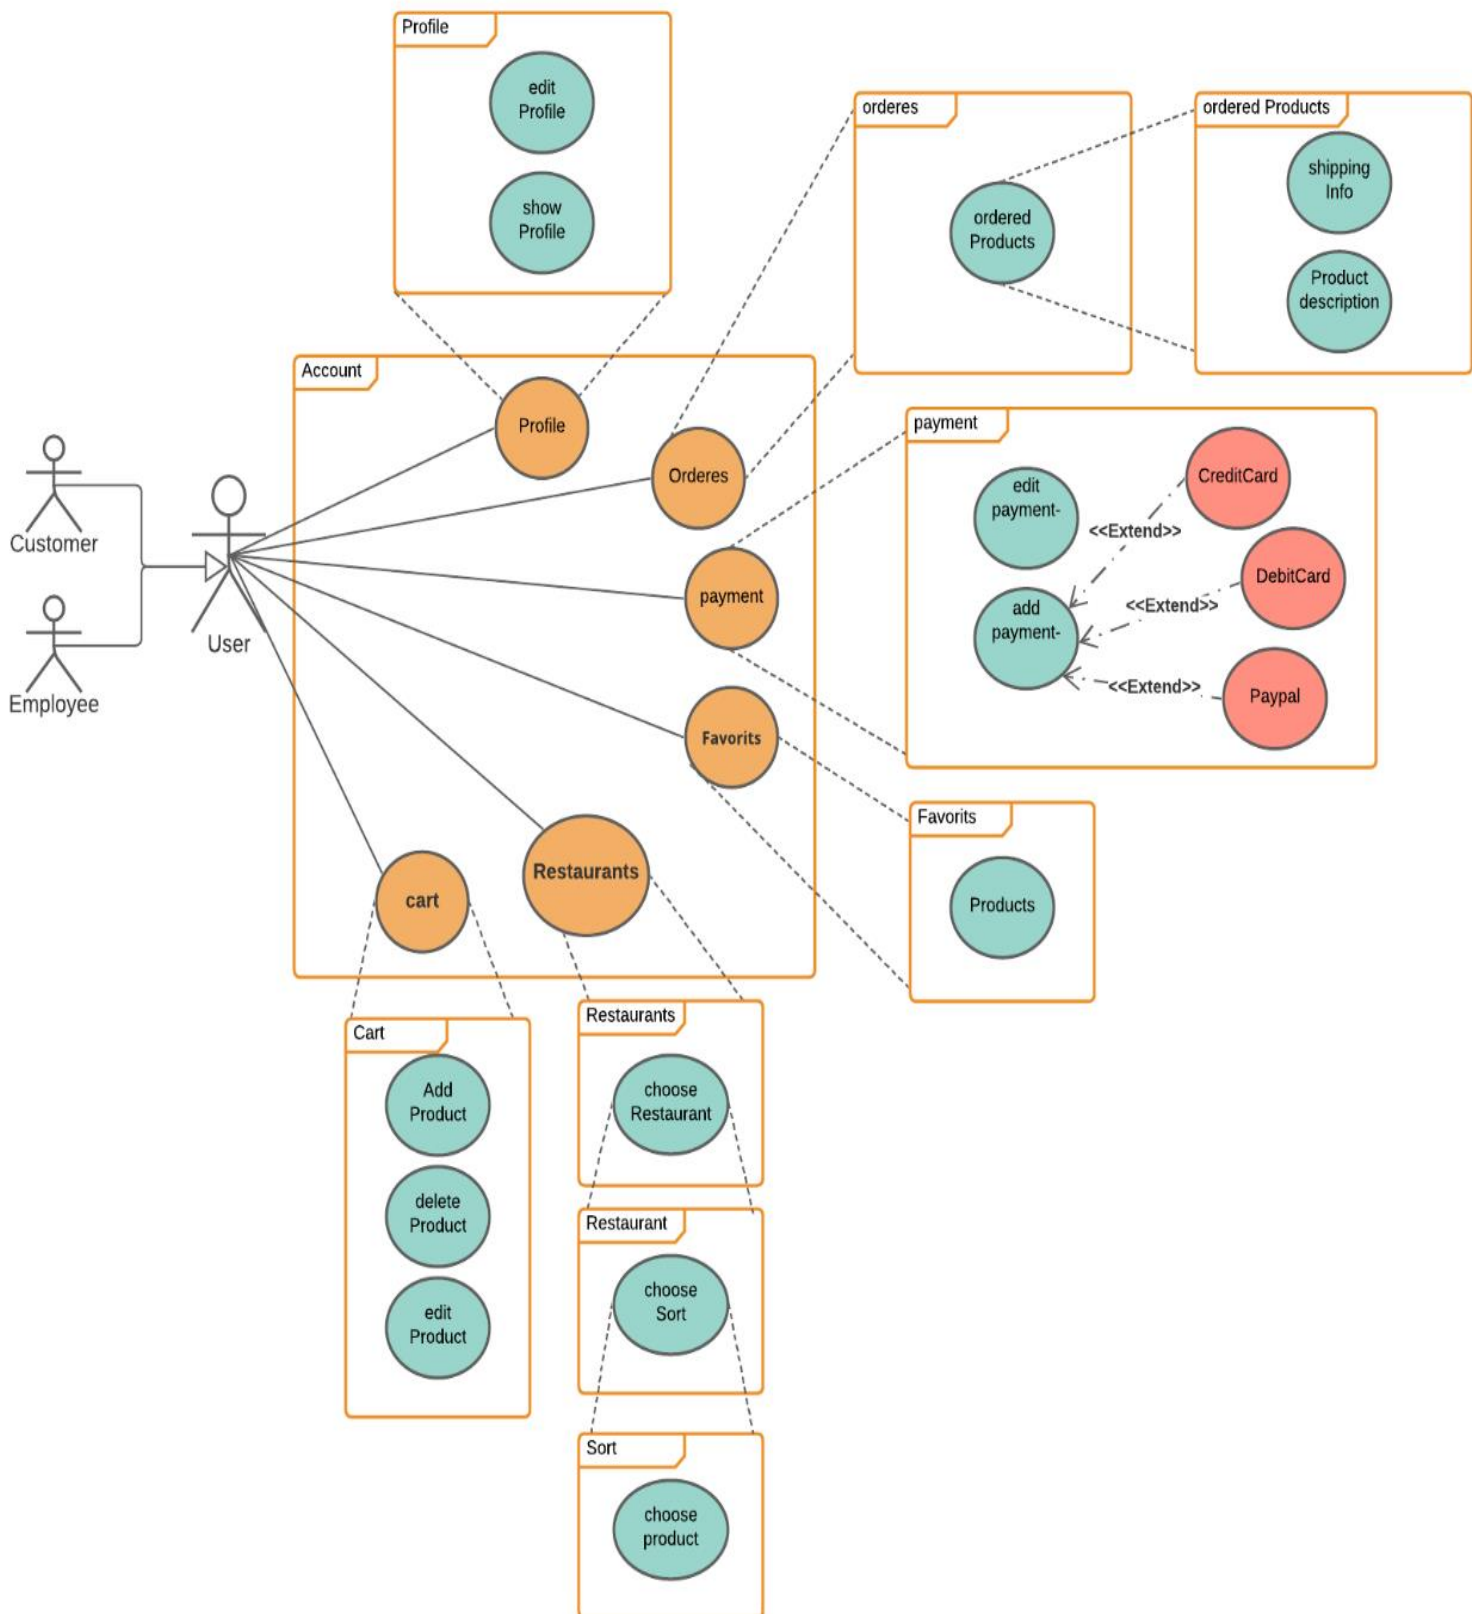 Profile
edit
Profile
show
Profile
orderes
ordered
Products
ordered Products
shipping
Info
Product
description
Account
Profile
Orderes
payment
Favorits
Restaurants
cart
Customer
Employee
User
payment
edit
payment-
add
payment-
CreditCard
<<Extend>>
DebitCard
<<Extend>>
Paypal
<<Extend>>
Favorits
Products
Cart
Add
Product
delete
Product
edit
Product
Restaurants
choose
Restaurant
Restaurant
choose
Sort
Sort
choose
product